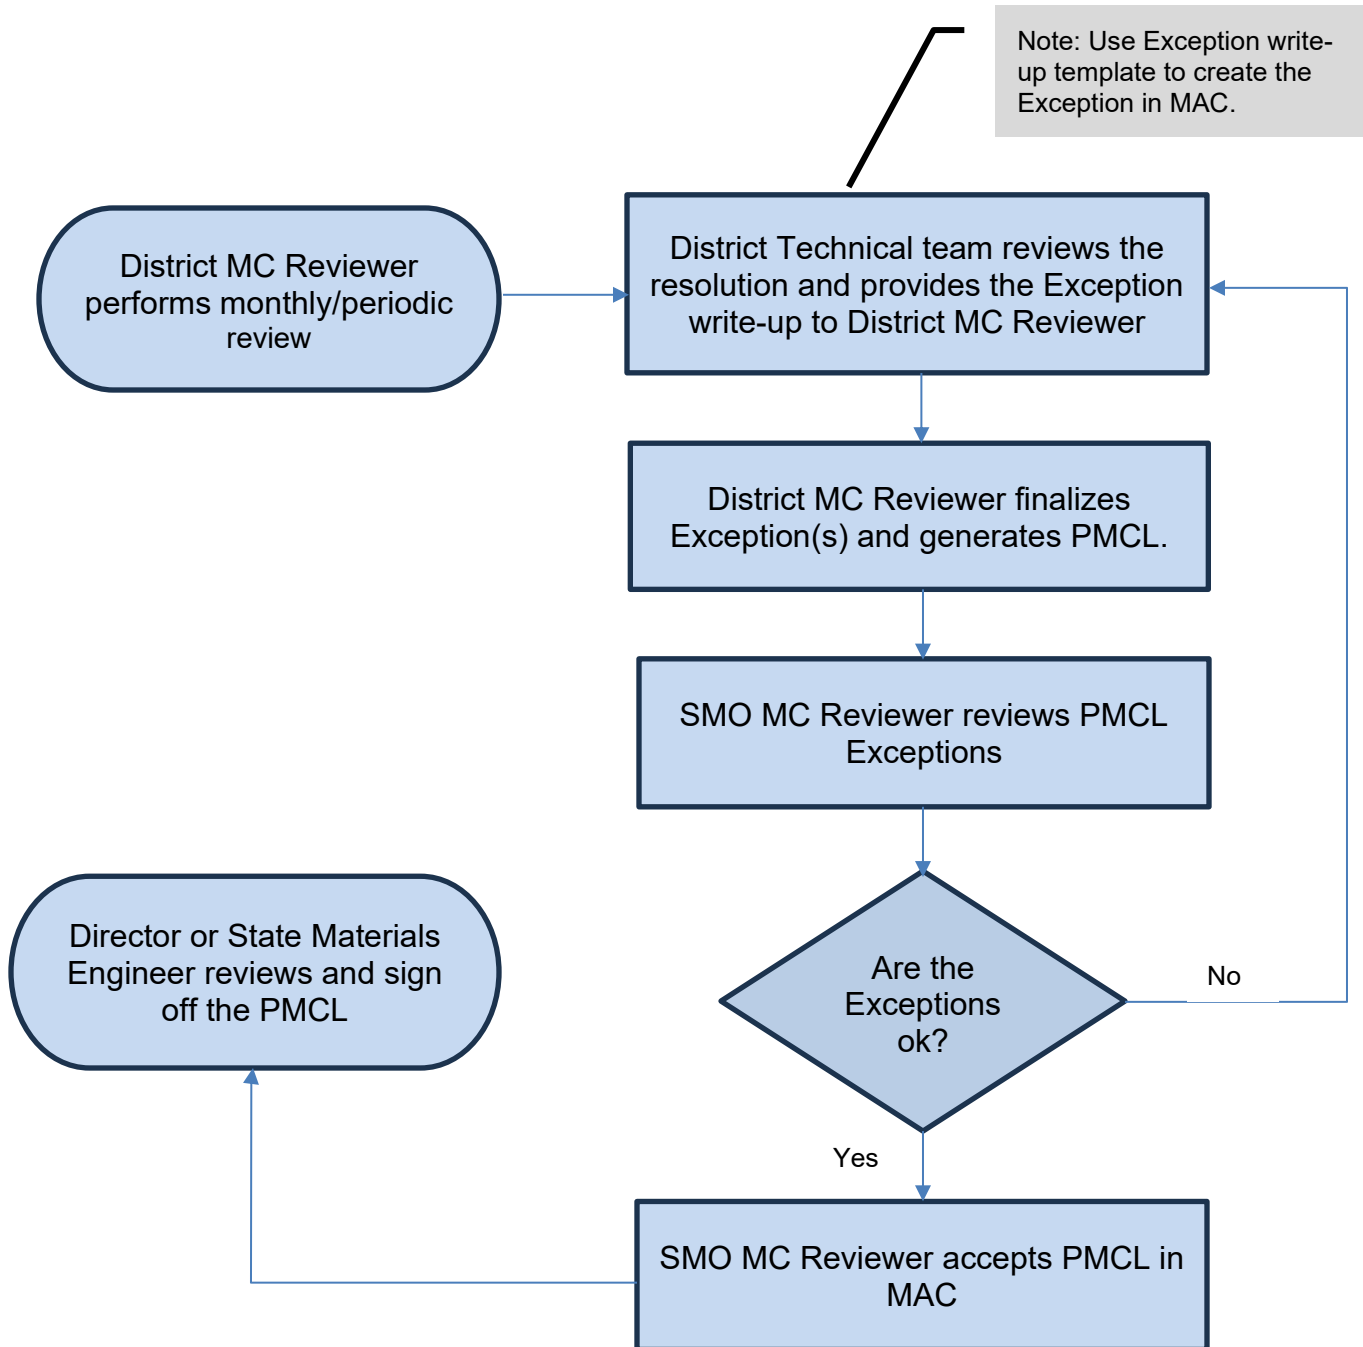 Note: Use Exception write-
up template to create the
Exception in MAC.
District MC Reviewer
performs monthly/periodic
review
District Technical team reviews the
resolution and provides the Exception
write-up to District MC Reviewer
District MC Reviewer finalizes
Exception(s) and generates PMCL.
SMO MC Reviewer reviews PMCL
Exceptions
Director or State Materials
Engineer reviews and sign
off the PMCL
Are the
Exceptions
ok?
No
Yes
SMO MC Reviewer accepts PMCL in
MAC